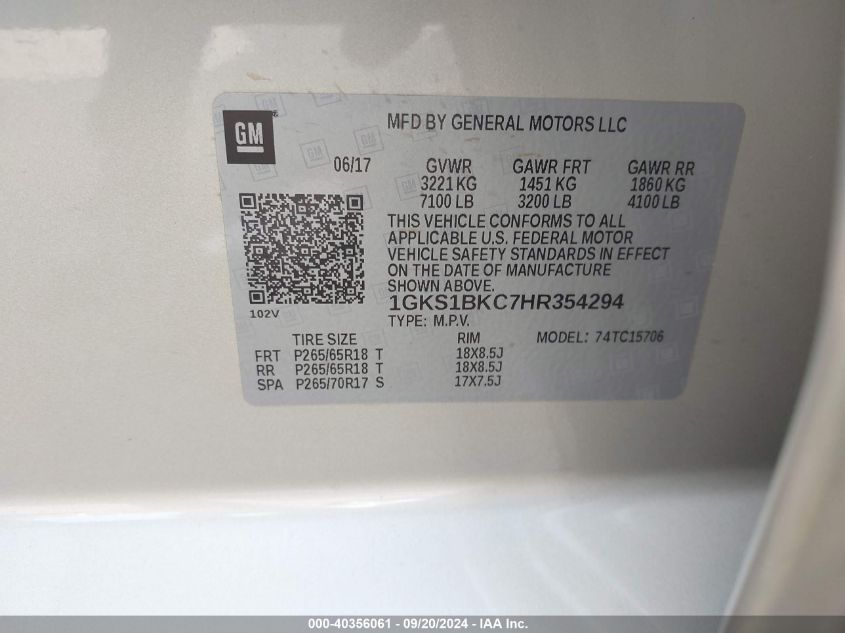 GM ®
MFD BY GENERAL MOTORS LLC
06/17 GVWR GAWR FRT GAWR RR
3221 KG 1451 KG 1860 KG
7100 LB 3200 LB 4100 LB
THIS VEHICLE CONFORMS TO ALL
APPLICABLE U.S. FEDERAL MOTOR
VEHICLE SAFETY STANDARDS IN EFFECT
ON THE DATE OF MANUFACTURE
SHOWN ABOVE.
1GKS1BKC7HR354294
102V
TYPE: M.P.V.
TIRE SIZE RIM MODEL: 74TC15706
FRT P265/65R18 T 18X8.5J
RR P265/65R18 T 18X8.5J
SPA P265/70R17 S 17X7.5J
000-40356061 - 09/20/2024 - IAA Inc.